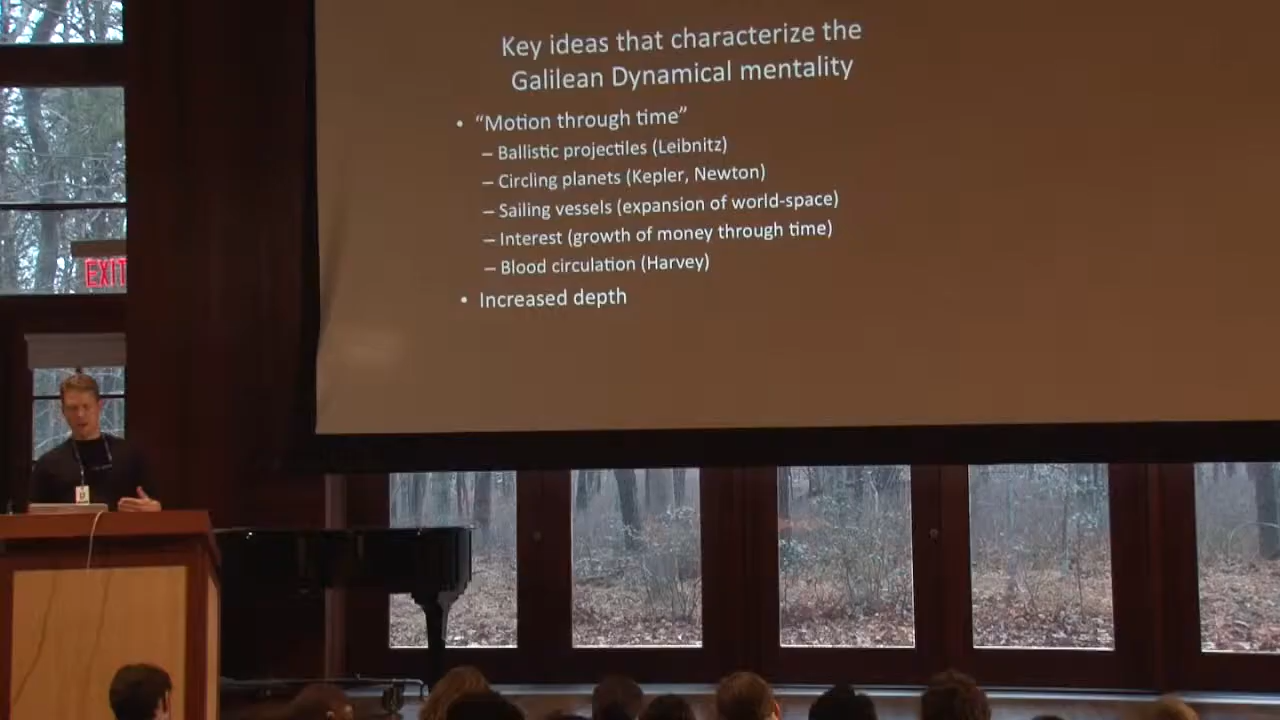 Key ideas that characterize the
Galilean Dynamical mentality
• “Motion through time”
– Ballistic projectiles (Leibnitz)
– Circling planets (Kepler, Newton)
– Sailing vessels (expansion of world-space)
– Interest (growth of money through time)
– Blood circulation (Harvey)
• Increased depth
EXIT